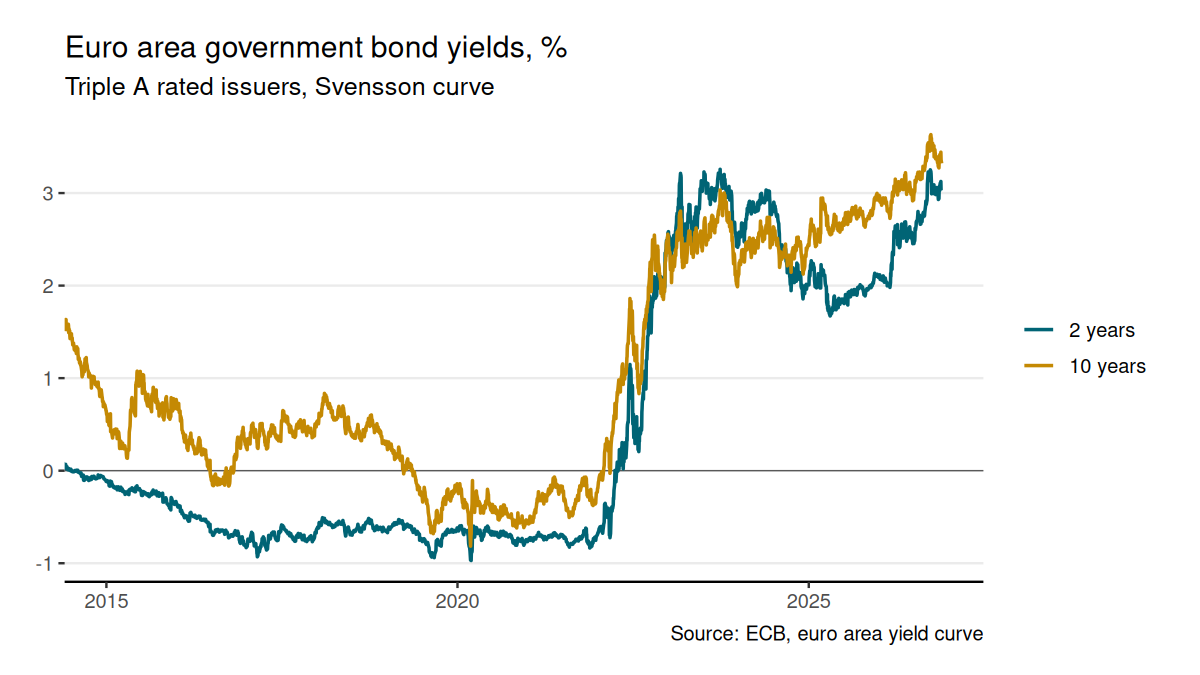 Euro area government bond yields, %
Triple A rated issuers, Svensson curve
3
2
1
0
-1
2015 2020 2025
2 years
10 years
Source: ECB, euro area yield curve